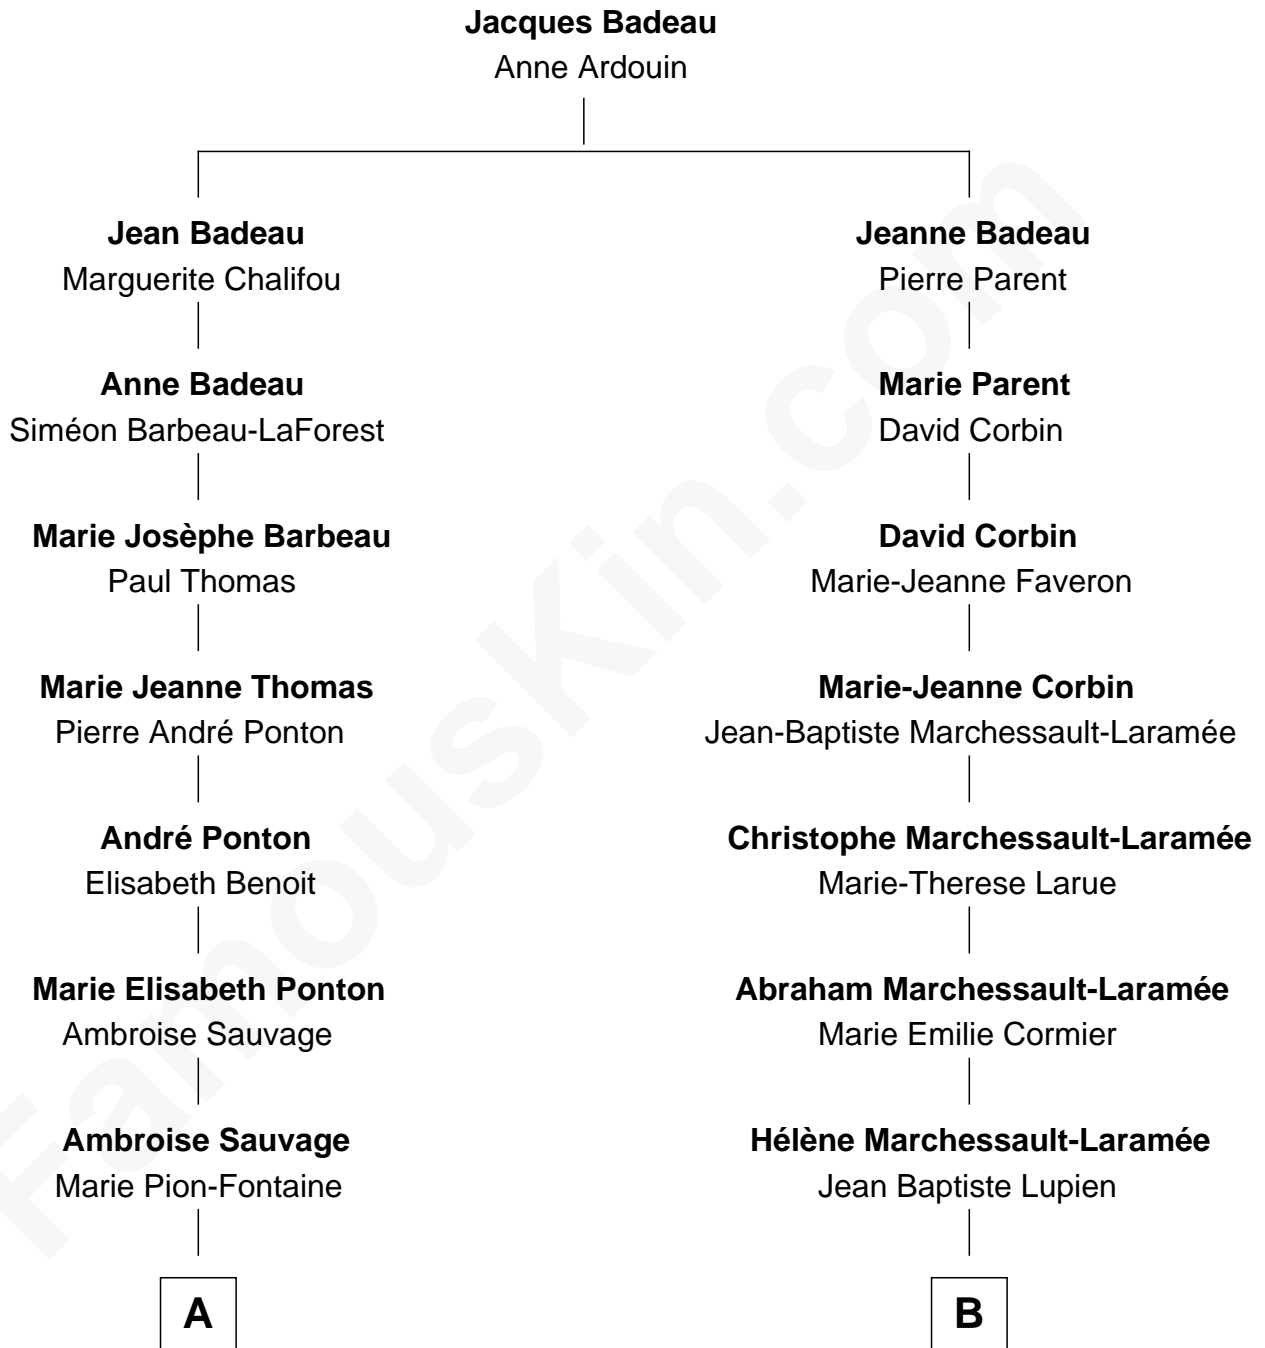 Jacques Badeau
Anne Ardouin
Jean Badeau
Marguerite Chalifou
Anne Badeau
Siméon Barbeau-LaForest
Marie Josèphe Barbeau
Paul Thomas
Marie Jeanne Thomas
Pierre André Ponton
André Ponton
Elisabeth Benoit
Marie Elisabeth Ponton
Ambroise Sauvage
Ambroise Sauvage
Marie Pion-Fontaine
A
Jeanne Badeau
Pierre Parent
Marie Parent
David Corbin
David Corbin
Marie-Jeanne Faveron
Marie-Jeanne Corbin
Jean-Baptiste Marchessault-Laramée
Christophe Marchessault-Laramée
Marie-Therese Larue
Abraham Marchessault-Laramée
Marie Emilie Cormier
Hélène Marchessault-Laramée
Jean Baptiste Lupien
B
FamousKin.com